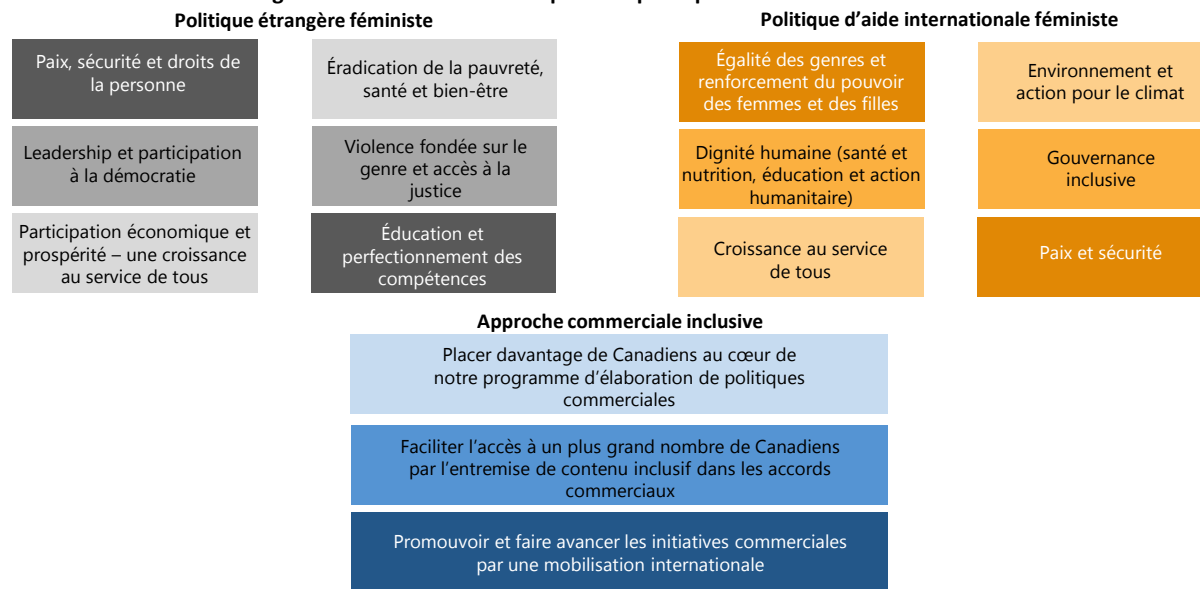 Politique étrangère féministe
Paix, sécurité et droits de
la personne
Éradication de la pauvreté,
santé et bien-être
Leadership et participation
à la démocratie
Violence fondée sur le
genre et accès à la
justice
Participation économique et
prospérité – une croissance
au service de tous
Éducation et
perfectionnement des
compétences
Politique d’aide internationale féministe
Égalité des genres et
renforcement du pouvoir
des femmes et des filles
Environnement et
action pour le climat
Dignité humaine (santé et
nutrition, éducation et action
humanitaire)
Gouvernance
inclusive
Croissance au service
de tous
Paix et sécurité
Approche commerciale inclusive
Placer davantage de Canadiens au cœur de
notre programme d’élaboration de politiques
commerciales
Faciliter l’accès à un plus grand nombre de Canadiens
par l’entremise de contenu inclusif dans les accords
commerciaux
Promouvoir et faire avancer les initiatives commerciales
par une mobilisation internationale